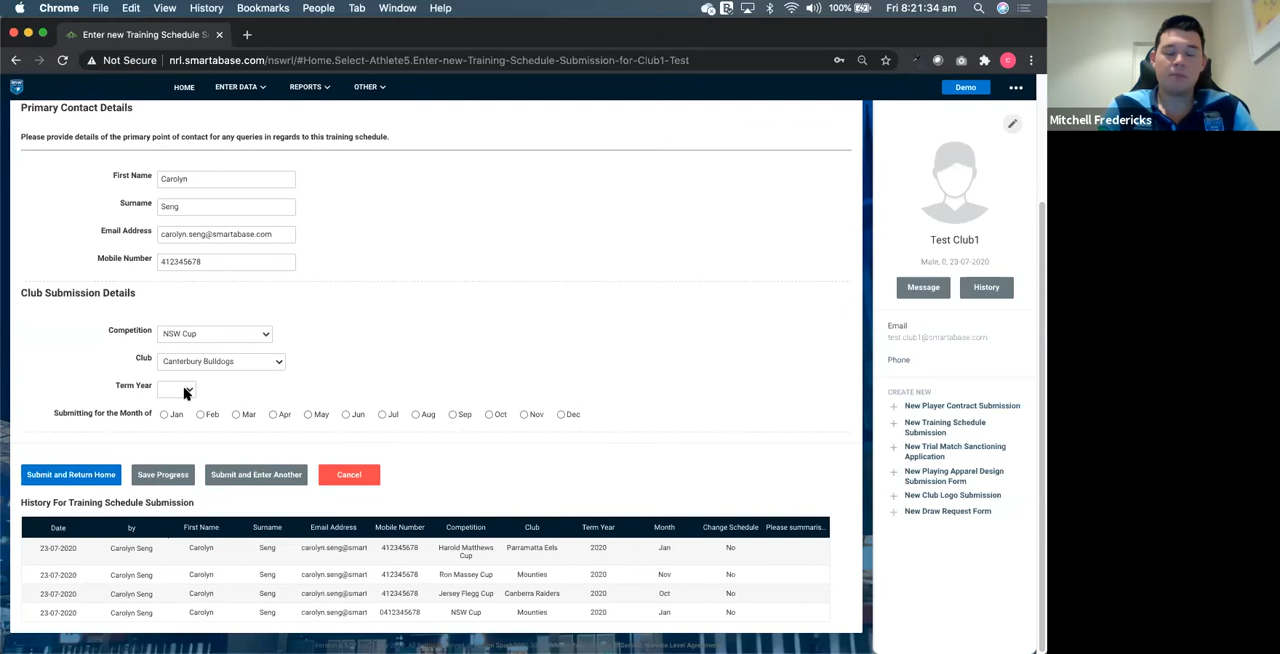 Chrome File Edit View History Bookmarks People Tab Window Help 100% Fri 8:21:34 am
Enter new Training Schedule S
Not Secure nrl.smartabase.com/nswrl/#Home.Select-Athlete5.Enter-new-Training-Schedule-Submission-for-Club1-Test
HOME ENTER DATA REPORTS OTHER Demo
Mitchell Fredericks
Primary Contact Details
Please provide details of the primary point of contact for any queries in regards to this training schedule.
First Name Carolyn
Surname Seng
Email Address carolyn.seng@smartabase.com
Mobile Number 412345678
Club Submission Details
Competition NSW Cup
Club Canterbury Bulldogs
Term Year
Submitting for the Month of Jan Feb Mar Apr May Jun Jul Aug Sep Oct Nov Dec
Submit and Return Home Save Progress Submit and Enter Another Cancel
History For Training Schedule Submission
Date by First Name Surname Email Address Mobile Number Competition Club Term Year Month Change Schedule Please summaris...
23-07-2020 Carolyn Seng Carolyn Seng carolyn.seng@smart 412345678 Harold Matthews Cup Parramatta Eels 2020 Jan No
23-07-2020 Carolyn Seng Carolyn Seng carolyn.seng@smart 412345678 Ron Massey Cup Mounties 2020 Nov No
23-07-2020 Carolyn Seng Carolyn Seng carolyn.seng@smart 412345678 Jersey Flegg Cup Canberra Raiders 2020 Oct No
23-07-2020 Carolyn Seng Carolyn Seng carolyn.seng@smart 0412345678 NSW Cup Mounties 2020 Jan No
Test Club1
Male, 0, 23-07-2020
Message History
Email
test.club1@smartabase.com
Phone
CREATE NEW
New Player Contract Submission
New Training Schedule
Submission
New Trial Match Sanctioning
Application
New Playing Apparel Design
Submission Form
New Club Logo Submission
New Draw Request Form